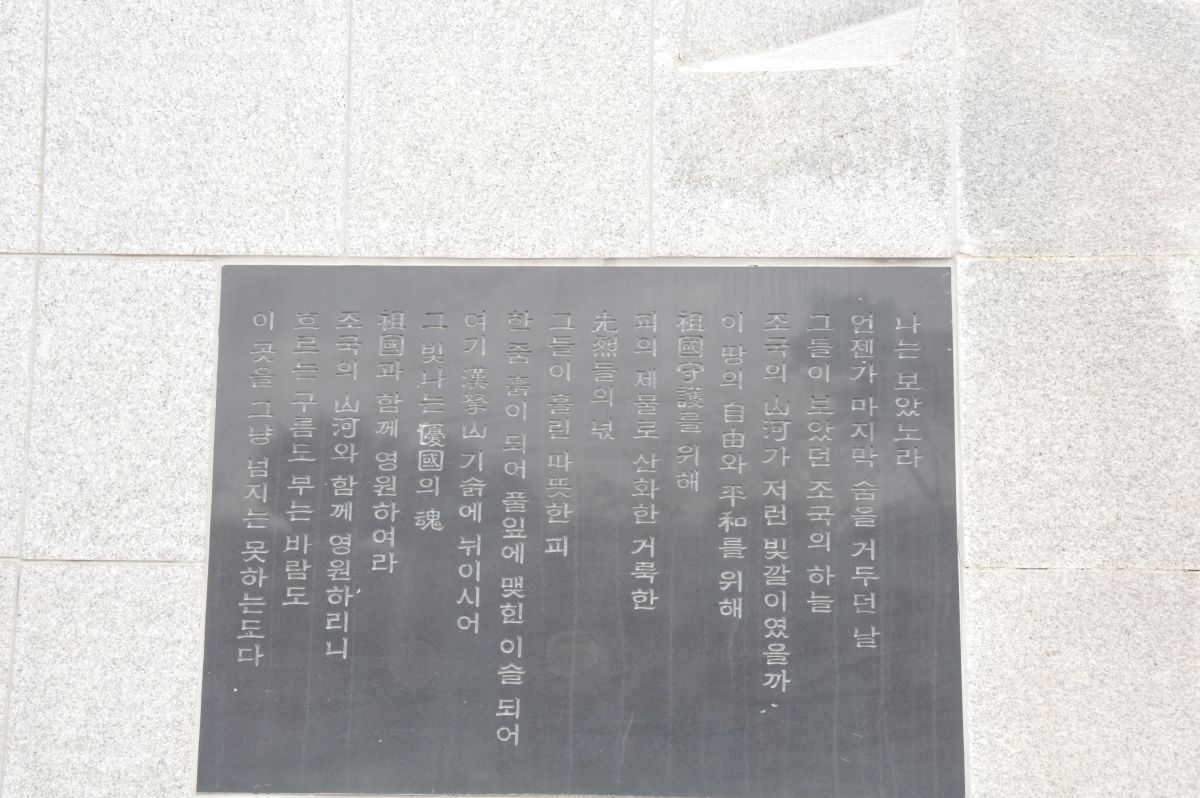 나는 보았노라
언젠가 마지막 숨을 거두던 날
그들이 보았던 조국의 하늘
조국의 山河가 저런 빛깔이였을까
이 땅의 自由와 平和를 위해
祖國守護를 위해
피의 제물로 산화한 거룩한
先烈들의 넋
그들이 흘린 따뜻한 피
한 줌 흙이 되어 풀잎에 맺힌 이슬 되어
여기 漢拏山 기슭에 뉘이시어
그 빛나는 憂國의 魂
祖國과 함께 영원하여라
조국의 山河와 함께 영원하리니
흐르는 구름도 부는 바람도
이 곳을 그냥 넘지는 못하는도다